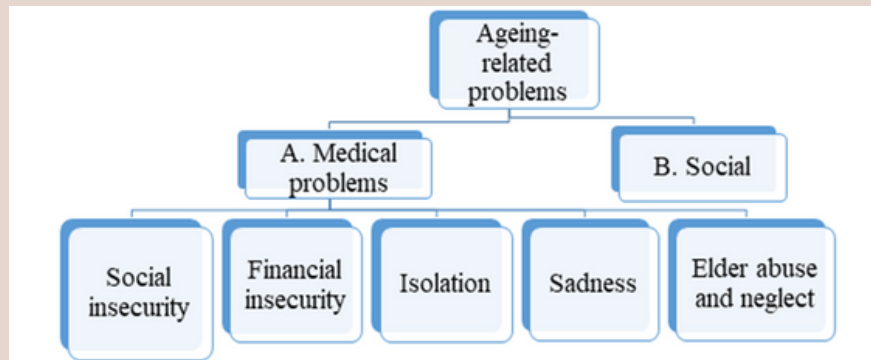 Ageing-
related
problems
A. Medical
problems
B. Social
Social
insecurity
Financial
insecurity
Isolation
Sadness
Elder abuse
and neglect